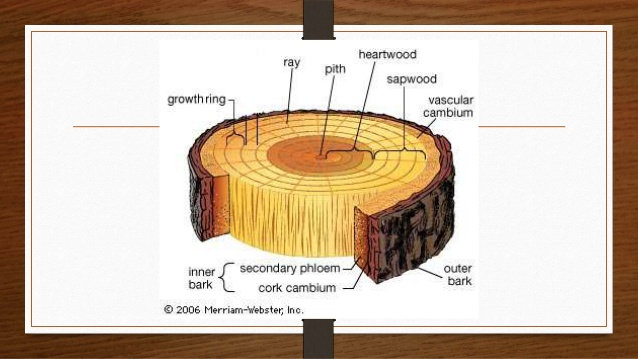 heartwood
ray
pith
sapwood
growth ring
vascular
cambium
inner
bark
secondary phloem
cork cambium
outer
bark
© 2006 Merriam-Webster, Inc.